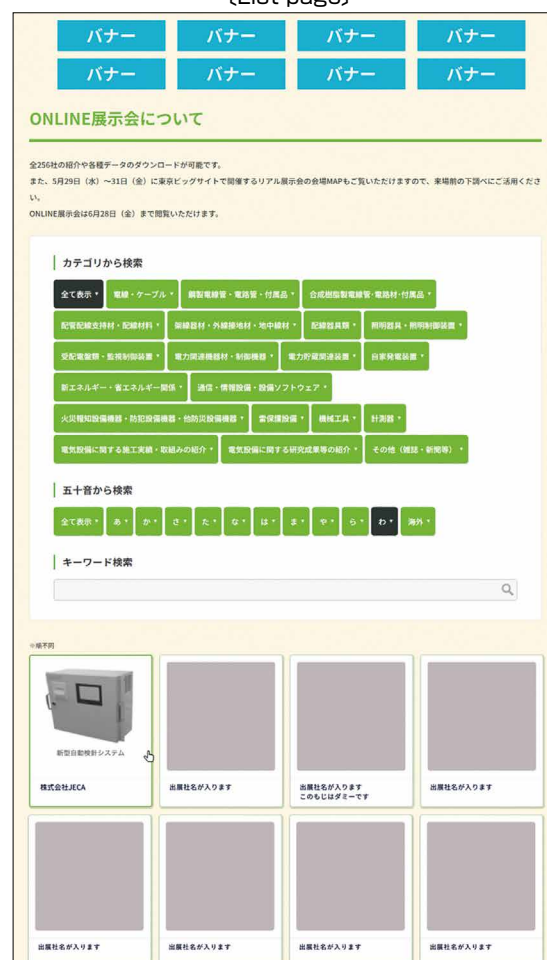 (List page)
バナー バナー バナー バナー
バナー バナー バナー バナー
ONLINE展示会について
全256社の紹介や各種データのダウンロードが可能です。
また、5月29日（水）～31日（金）に東京ビッグサイトで開催するリアル展示会の会場MAPもご覧いただけますので、来場前の下調べにご活用くださ
い。
ONLINE展示会は6月28日（金）まで閲覧いただけます。
カテゴリから検索
全て表示 電線・ケーブル 鋼製電線管・電路管・付属品 合成樹脂製電線管・電路材・付属品
配管配線支持材・配線材料 架線器材・外線接地材・地中線材 配線器具類 照明器具・照明制御装置
受配電盤類・監視制御装置 電力関連機器材・制御機器 電力貯蔵関連装置 自家発電装置
新エネルギー・省エネルギー関係 通信・情報設備・設備ソフトウェア
火災報知設備機器・防犯設備機器・他防災設備機器 雷保護設備 機械工具 計測器
電気設備に関する施工実績・取組みの紹介 電気設備に関する研究成果等の紹介 その他（雑誌・新聞等）
五十音から検索
全て表示 あ か さ た な は ま や ら わ 海外
キーワード検索
※順不同
新型自動検針システム
株式会社JECA 出展社名が入ります 出展社名が入ります 出展社名が入ります
このもじはダミーです
出展社名が入ります 出展社名が入ります 出展社名が入ります 出展社名が入ります